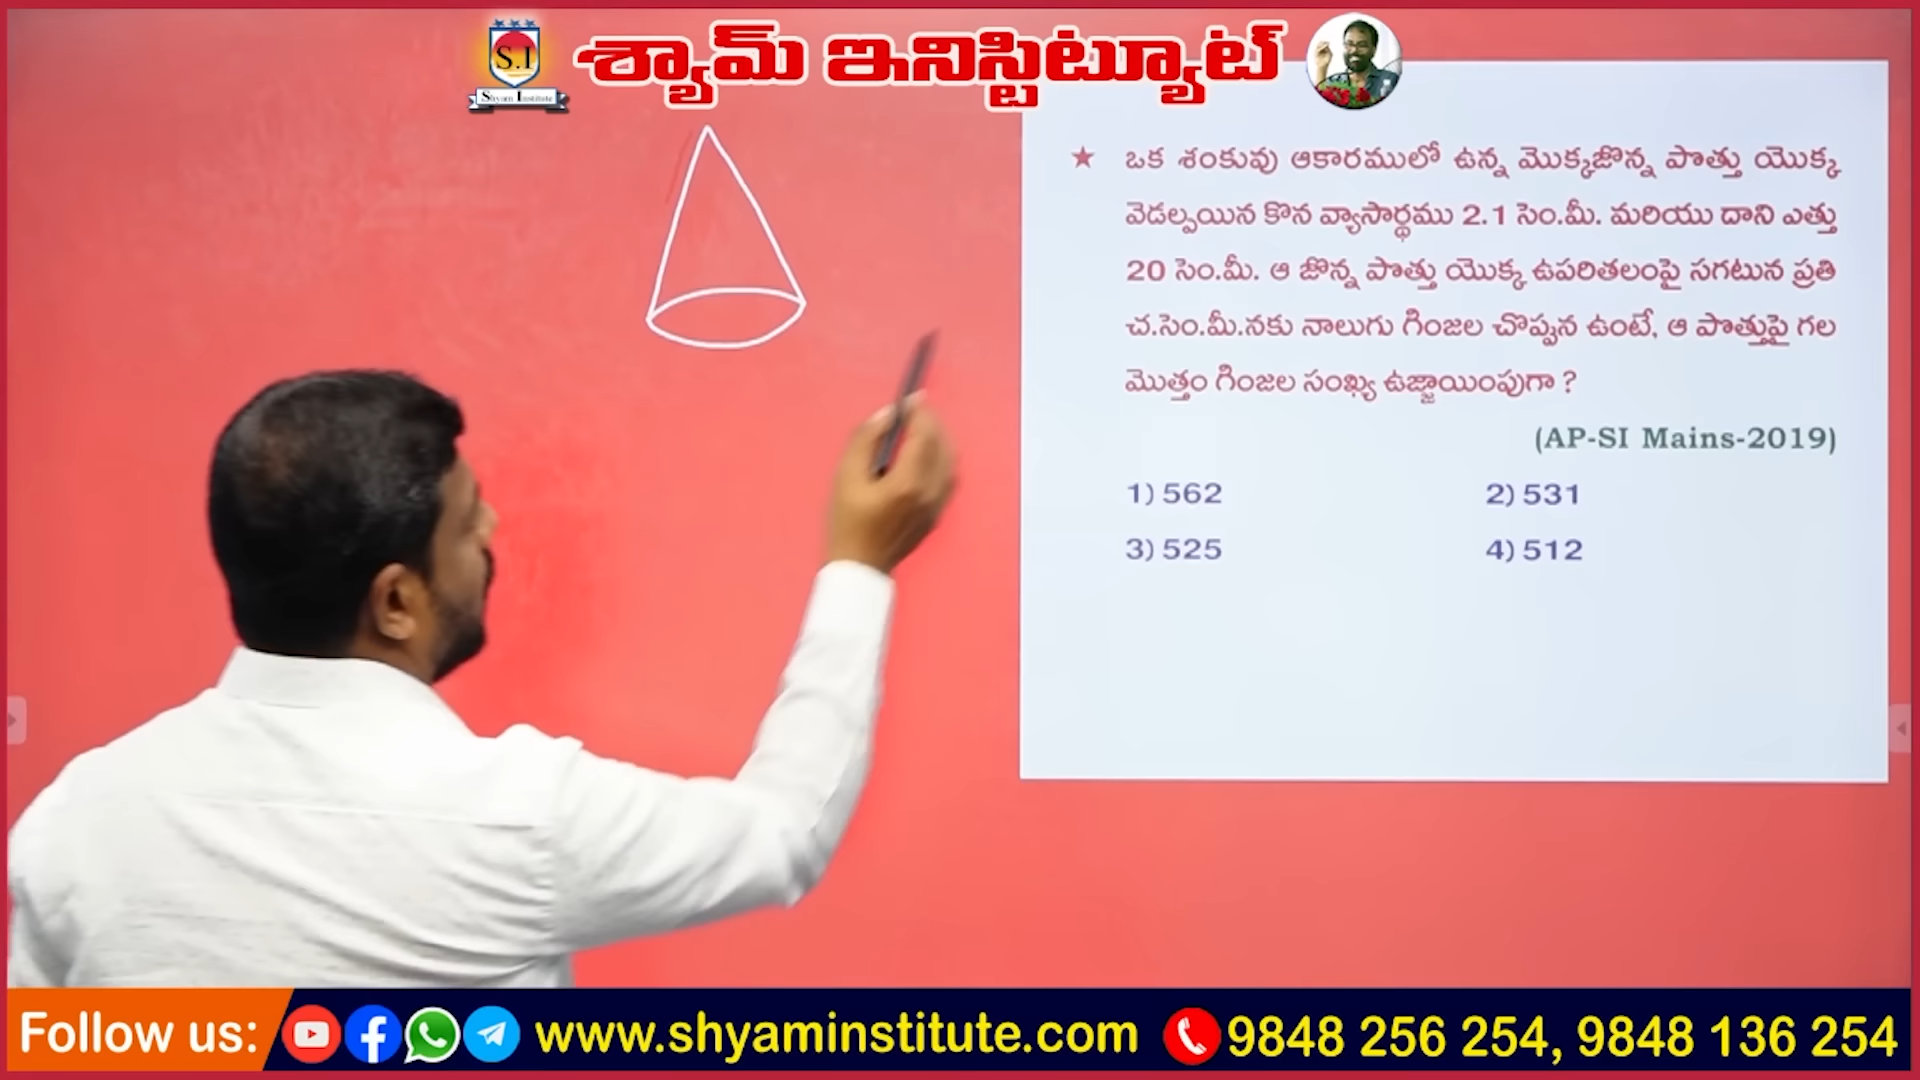 S.I
Shyam Institute
శ్యామ్ ఇనిస్టిట్యూట్
★ ఒక శంకువు ఆకారములో ఉన్న మొక్కజొన్న పొత్తు యొక్క
వెడల్పయిన కొన వ్యాసార్థము 2.1 సెం.మీ. మరియు దాని ఎత్తు
20 సెం.మీ. ఆ జొన్న పొత్తు యొక్క ఉపరితలంపై సగటున ప్రతి
చ.సెం.మీ.నకు నాలుగు గింజల చొప్పన ఉంటే, ఆ పొత్తుపై గల
మొత్తం గింజల సంఖ్య ఉజ్జాయింపుగా ?
(AP-SI Mains-2019)
1) 562 2) 531
3) 525 4) 512
Follow us: www.shyaminstitute.com 9848 256 254, 9848 136 254